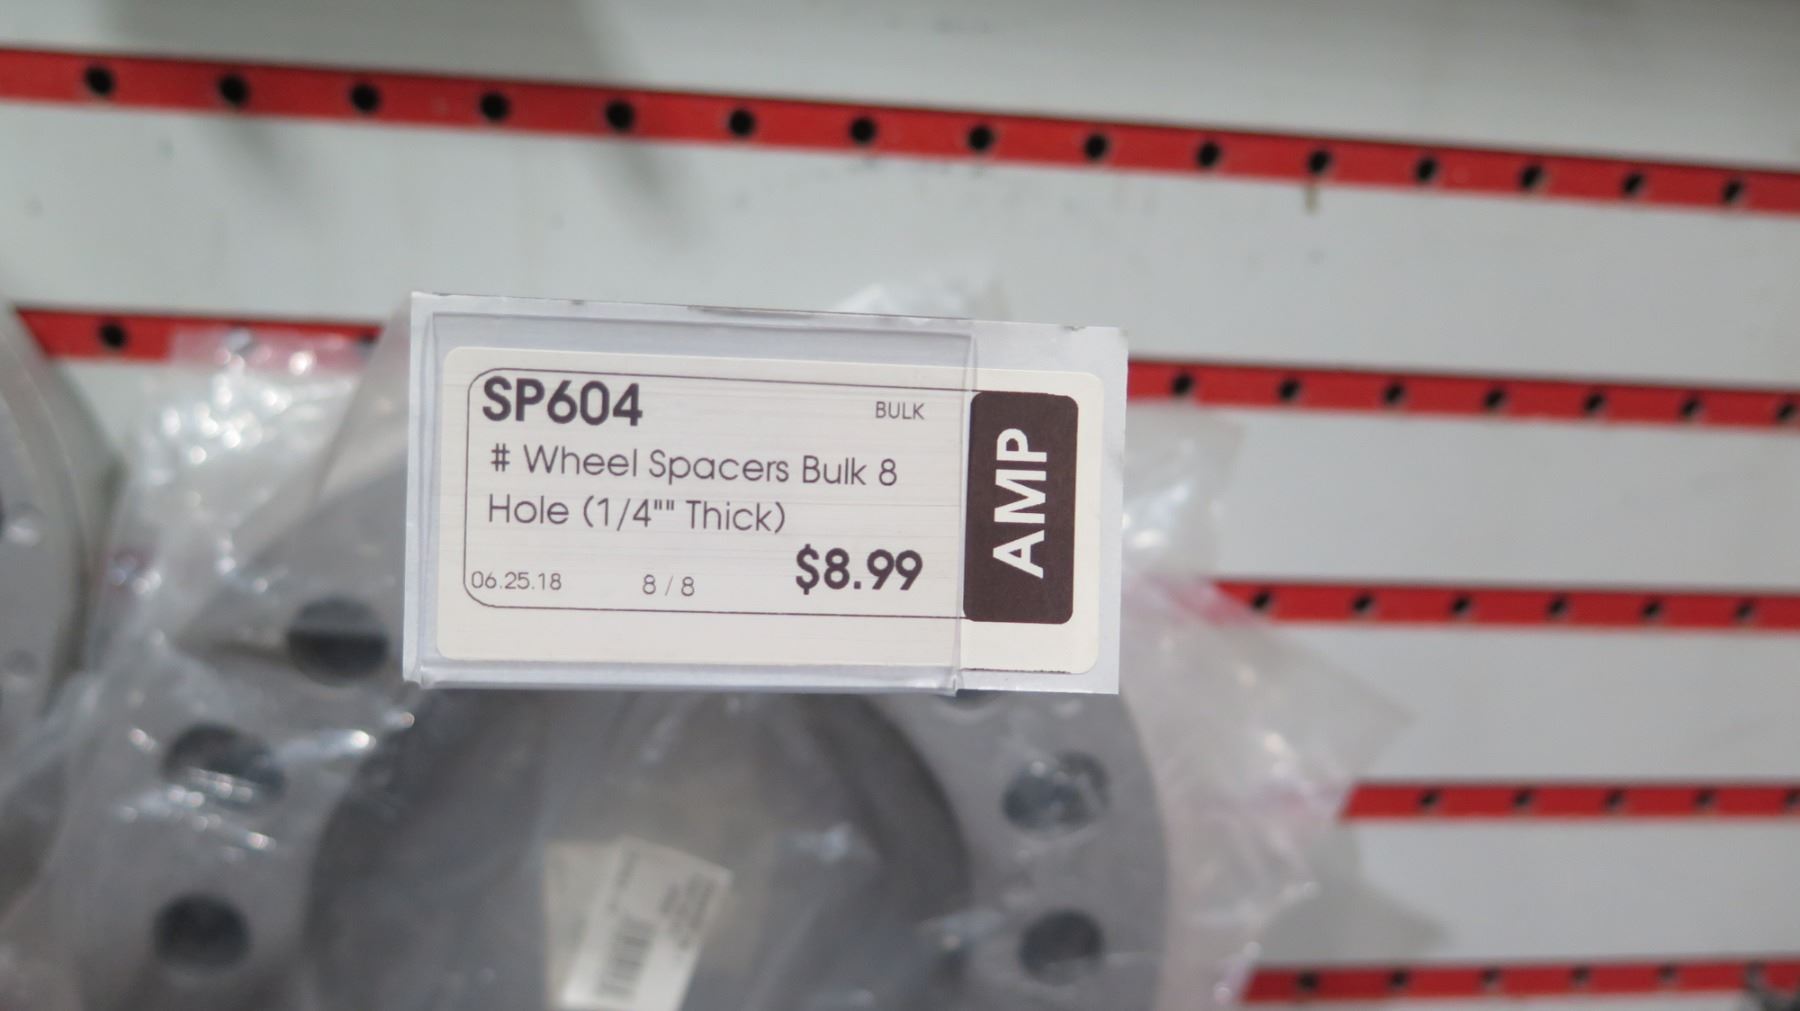 SP604
BULK
# Wheel Spacers Bulk 8
Hole (1/4"" Thick)
$8.99
06.25.18
8 / 8
AMP